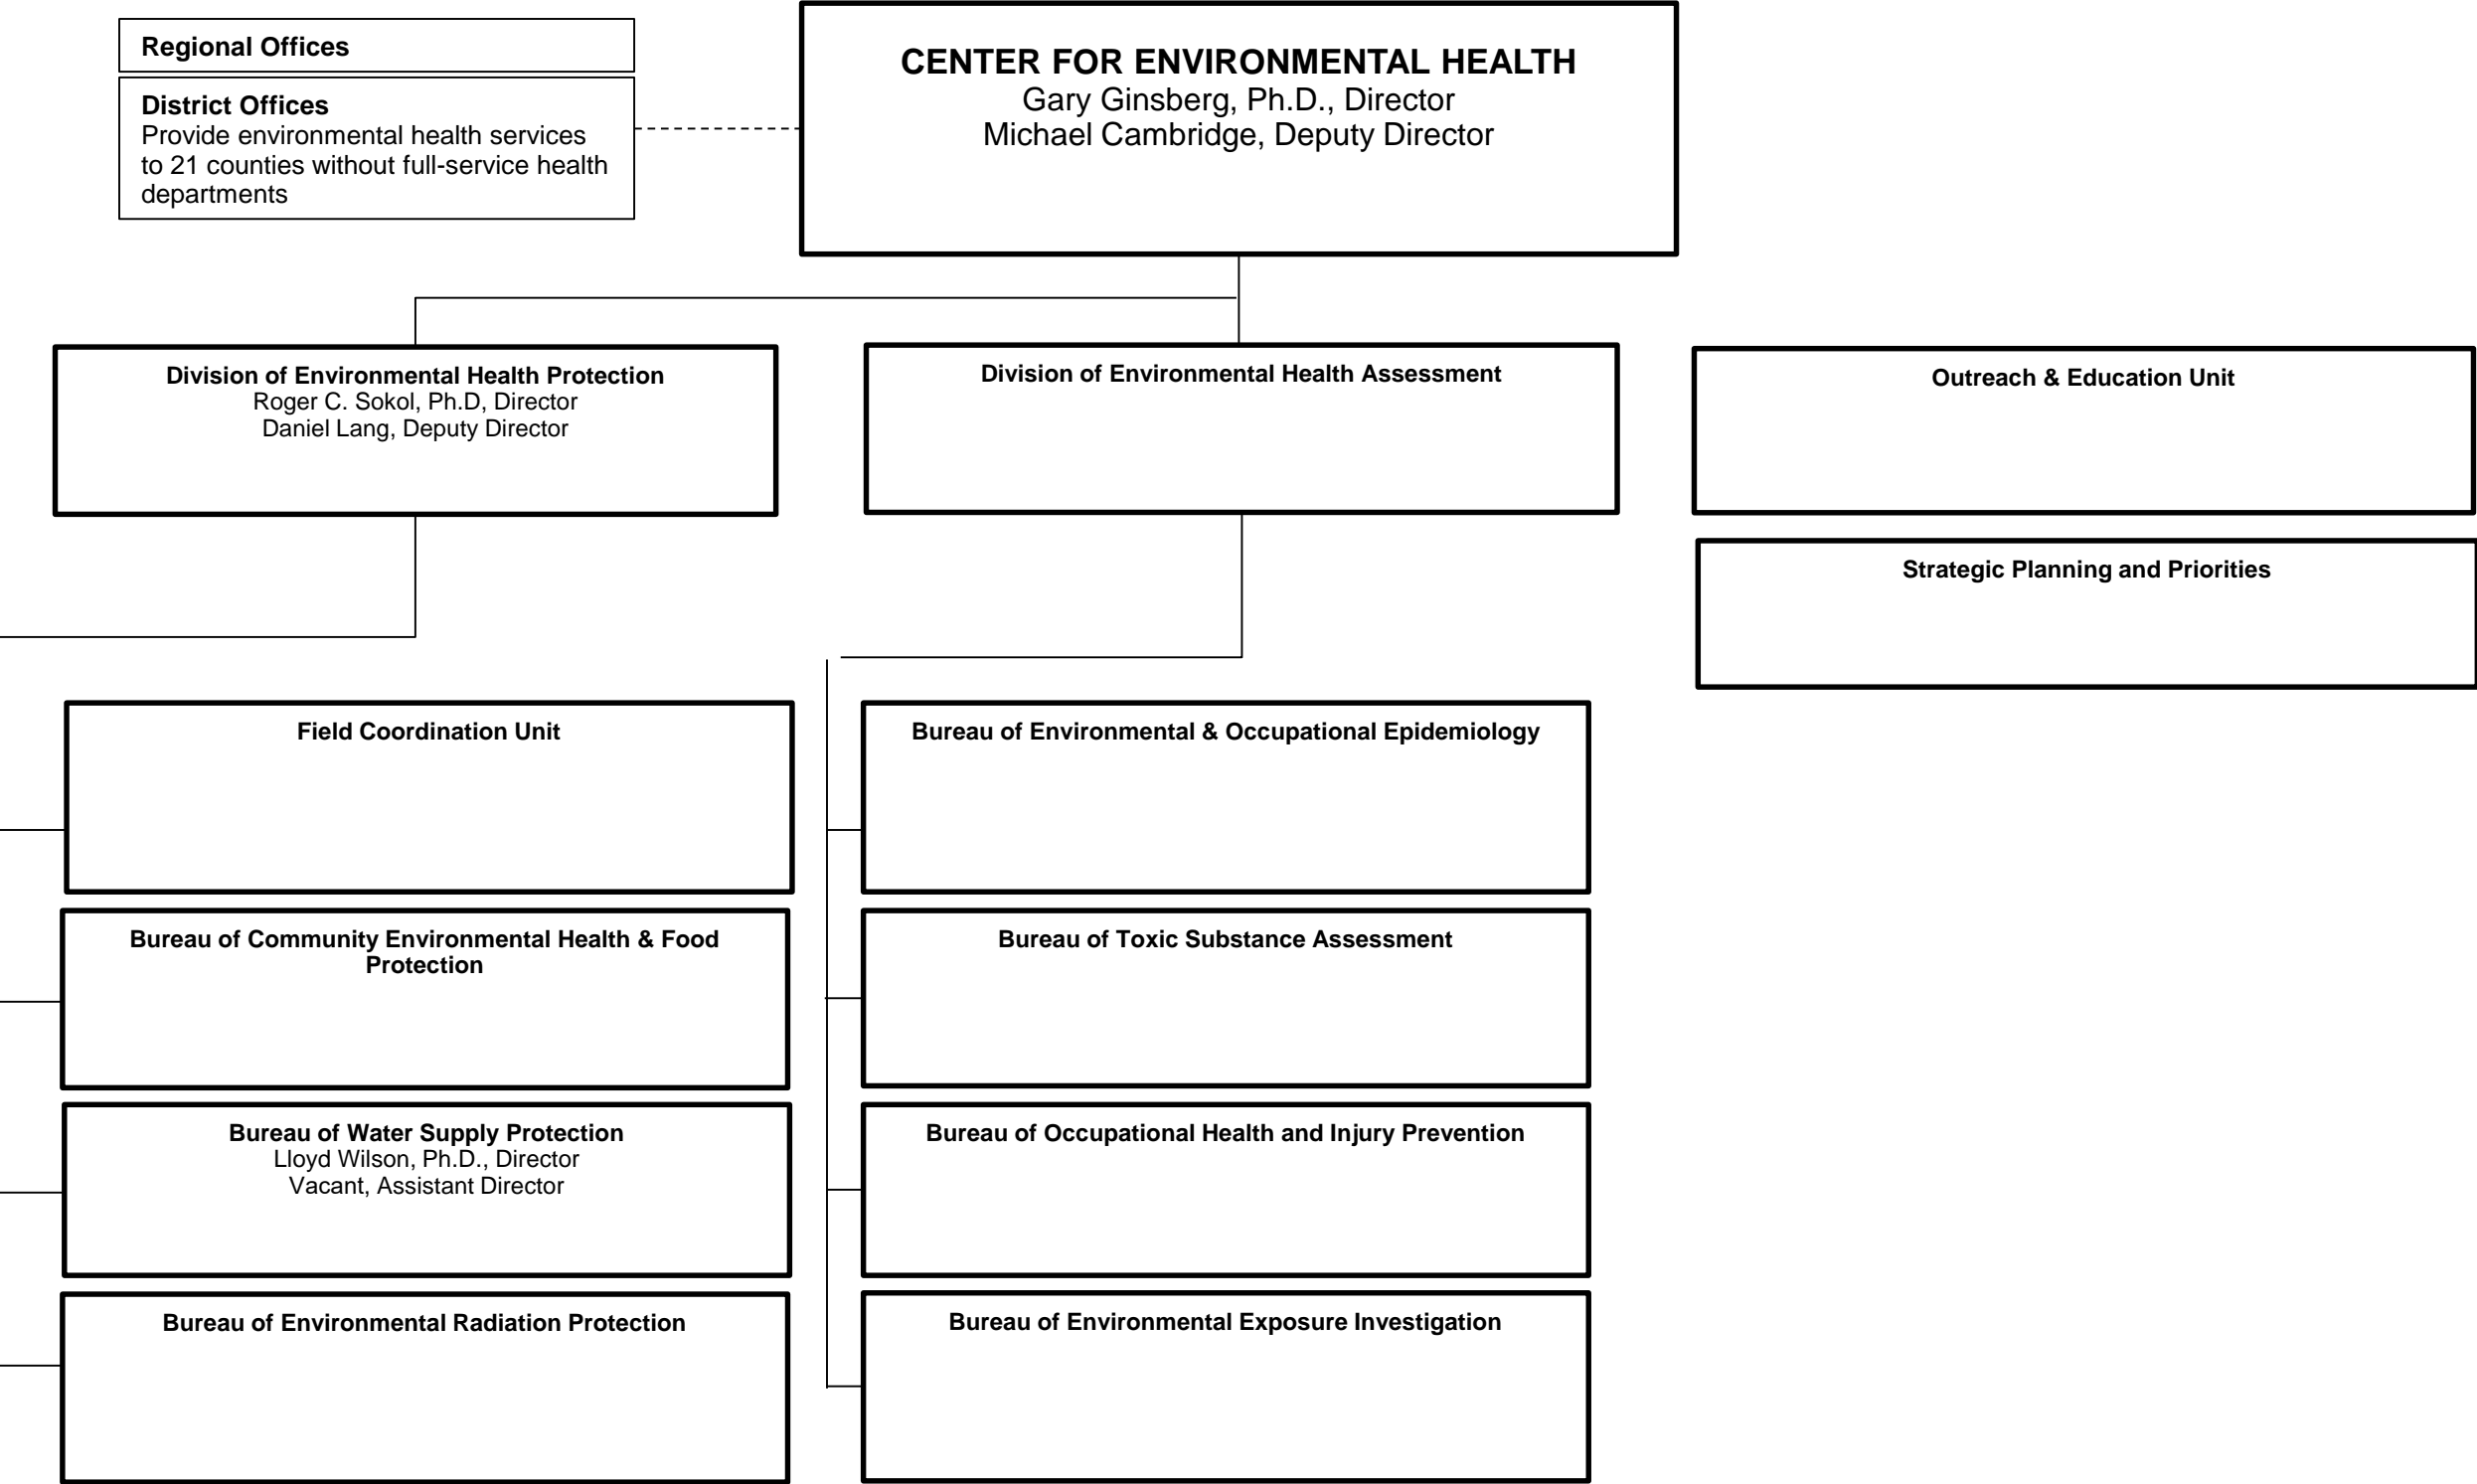 Regional Offices
District Offices
Provide environmental health services
to 21 counties without full-service health
departments
CENTER FOR ENVIRONMENTAL HEALTH
Gary Ginsberg, Ph.D., Director
Michael Cambridge, Deputy Director
Division of Environmental Health Protection
Roger C. Sokol, Ph.D, Director
Daniel Lang, Deputy Director
Division of Environmental Health Assessment
Outreach & Education Unit
Strategic Planning and Priorities
Field Coordination Unit
Bureau of Community Environmental Health & Food
Protection
Bureau of Water Supply Protection
Lloyd Wilson, Ph.D., Director
Vacant, Assistant Director
Bureau of Environmental Radiation Protection
Bureau of Environmental & Occupational Epidemiology
Bureau of Toxic Substance Assessment
Bureau of Occupational Health and Injury Prevention
Bureau of Environmental Exposure Investigation